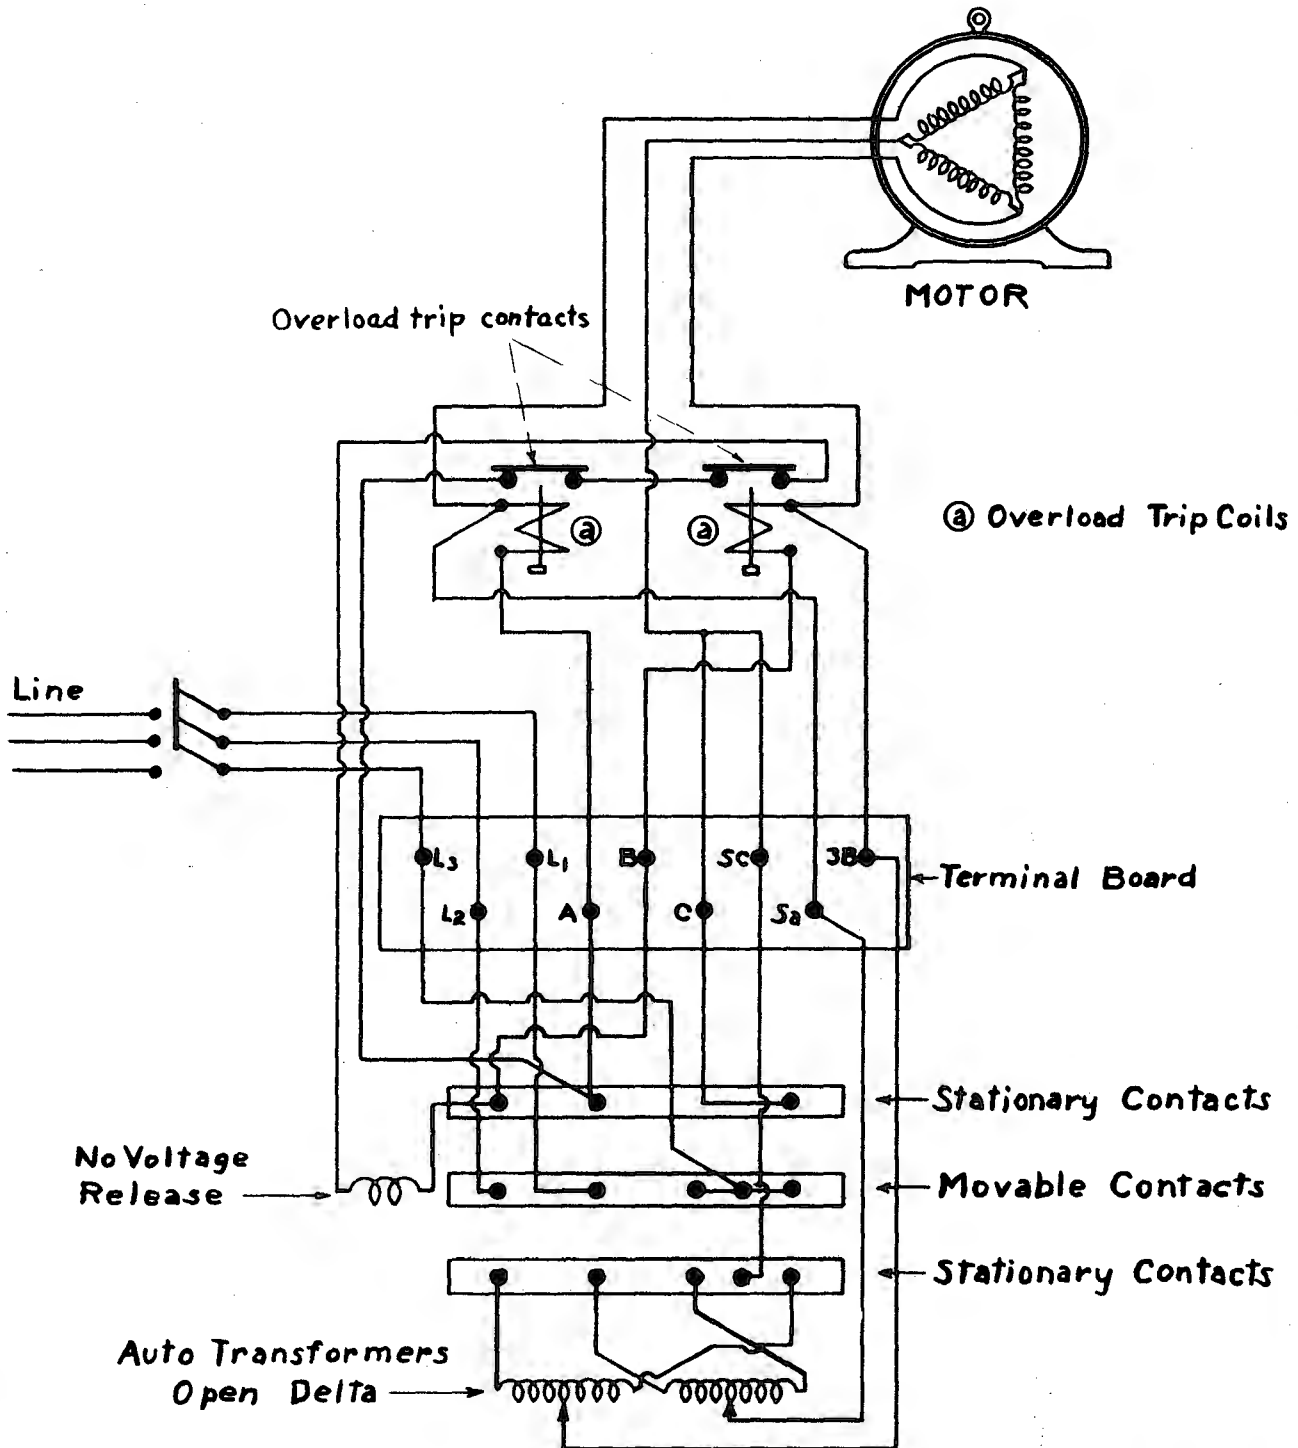 MOTOR
Overload trip contacts
ⓐ
ⓐ
ⓐ Overload Trip Coils
Line
L3
L1
B
Sc
3B
L2
A
C
Sa
Terminal Board
Stationary Contacts
No Voltage
Release
Movable Contacts
Stationary Contacts
Auto Transformers
Open Delta